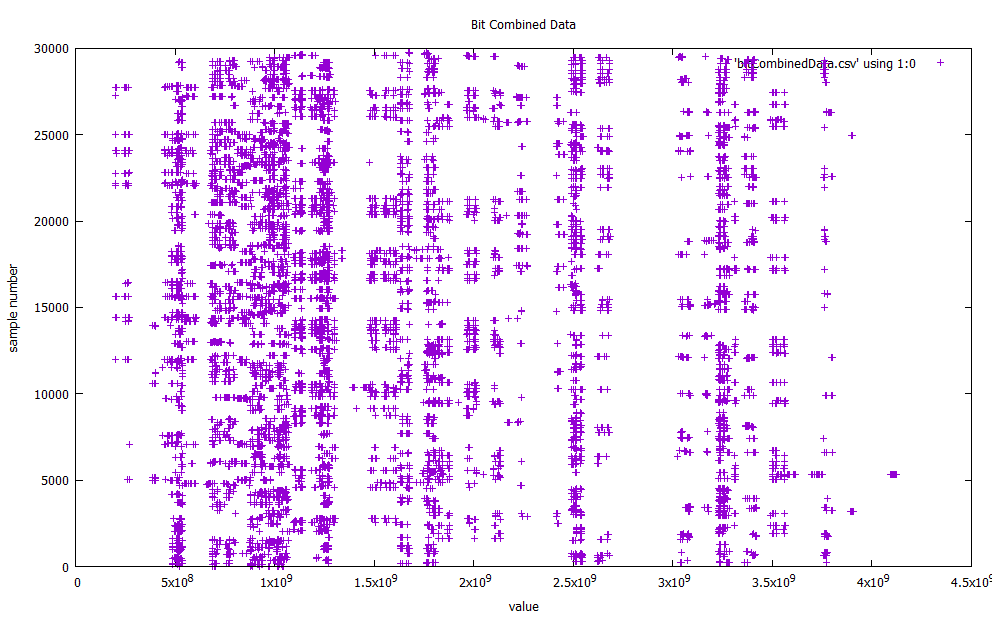 Bit Combined Data
30000
'bitCombinedData.csv' using 1:0
25000
20000
sample number
15000
10000
5000
0
0 5x10⁸ 1x10⁹ 1.5x10⁹ 2x10⁹ 2.5x10⁹ 3x10⁹ 3.5x10⁹ 4x10⁹ 4.5x10⁹
value